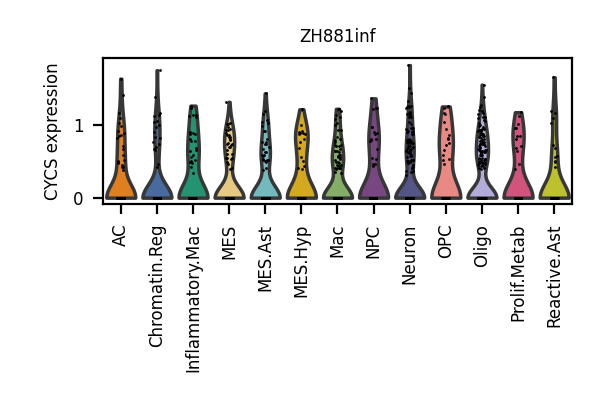 ZH881inf
CYCS expression
1
0
AC
Chromatin.Reg
Inflammatory.Mac
MES
MES.Ast
MES.Hyp
Mac
NPC
Neuron
OPC
Oligo
Prolif.Metab
Reactive.Ast